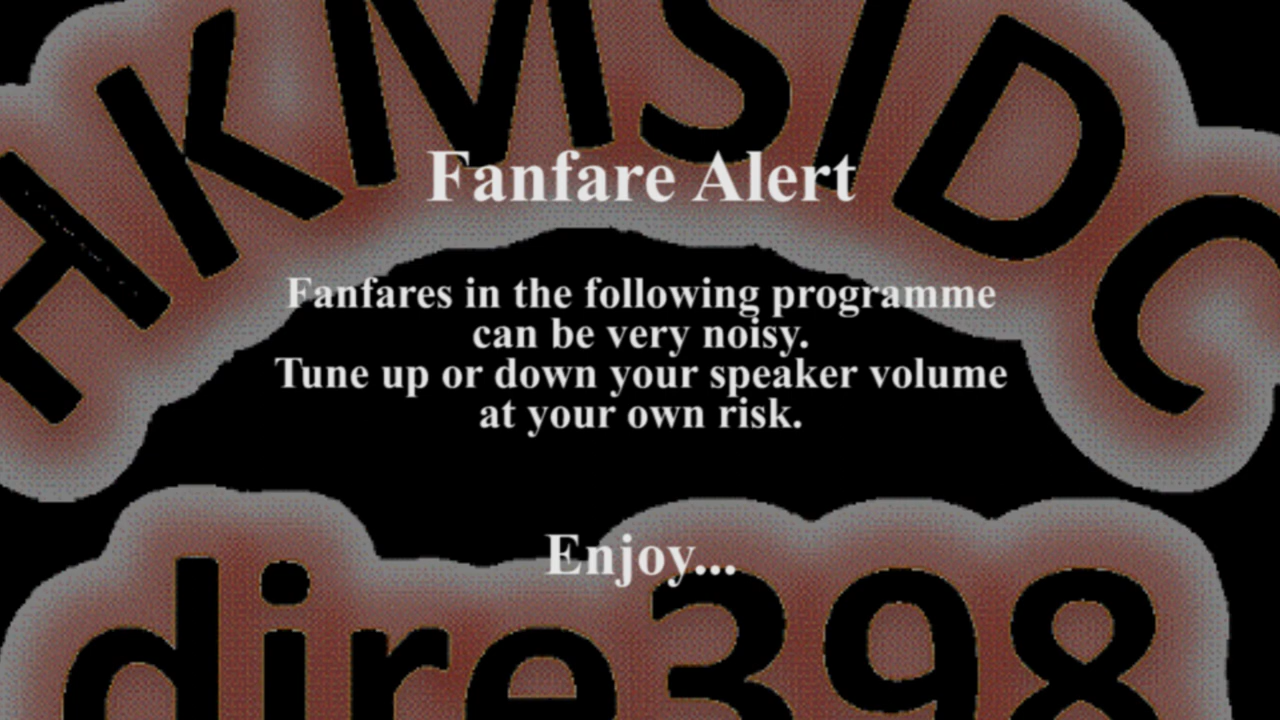 HKMSIDC
Fanfare Alert
Fanfares in the following programme
can be very noisy.
Tune up or down your speaker volume
at your own risk.
Enjoy...
dire398